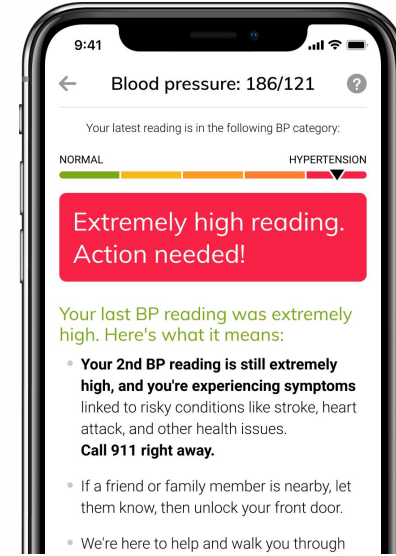 9:41
Blood pressure: 186/121
?
Your latest reading is in the following BP category:
NORMAL
HYPERTENSION
Extremely high reading.
Action needed!
Your last BP reading was extremely
high. Here's what it means:
Your 2nd BP reading is still extremely
high, and you're experiencing symptoms
linked to risky conditions like stroke, heart
attack, and other health issues.
Call 911 right away.
If a friend or family member is nearby, let
them know, then unlock your front door.
We're here to help and walk you through